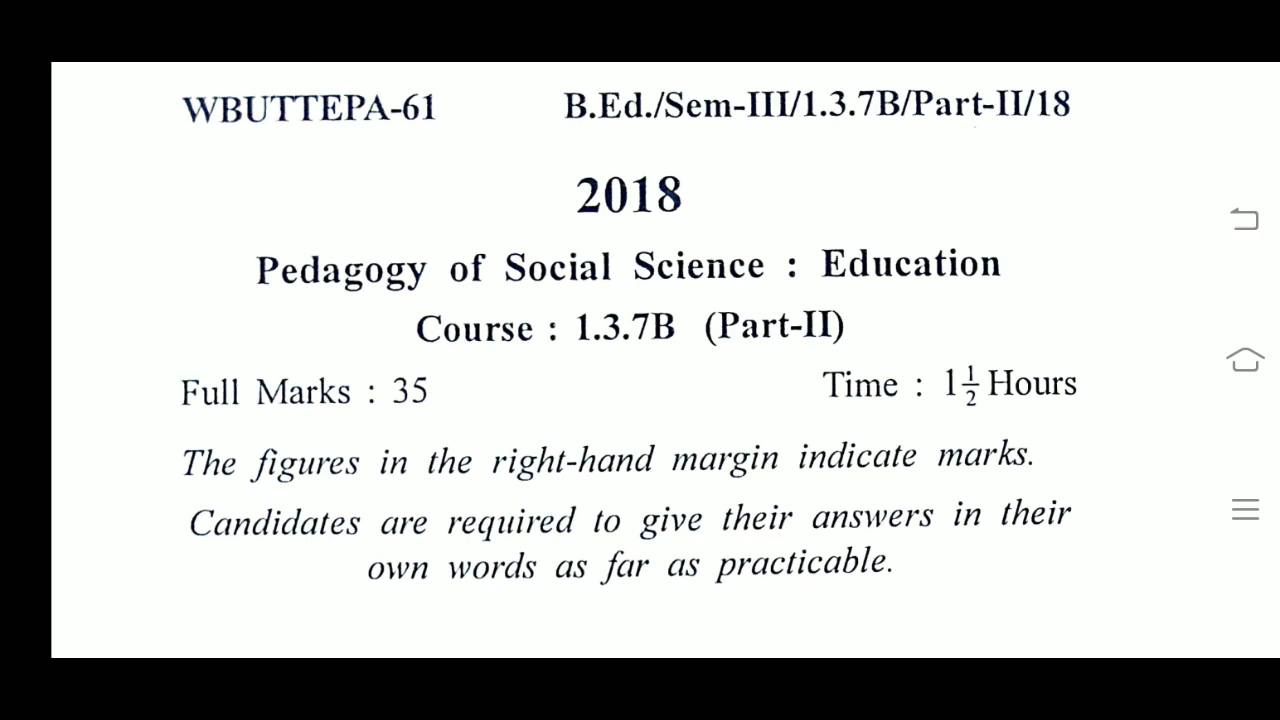 WBUTTEPA-61 B.Ed./Sem-III/1.3.7B/Part-II/18
2018
Pedagogy of Social Science : Education
Course : 1.3.7B (Part-II)
Full Marks : 35 Time : 1½ Hours
The figures in the right-hand margin indicate marks.
Candidates are required to give their answers in their
own words as far as practicable.